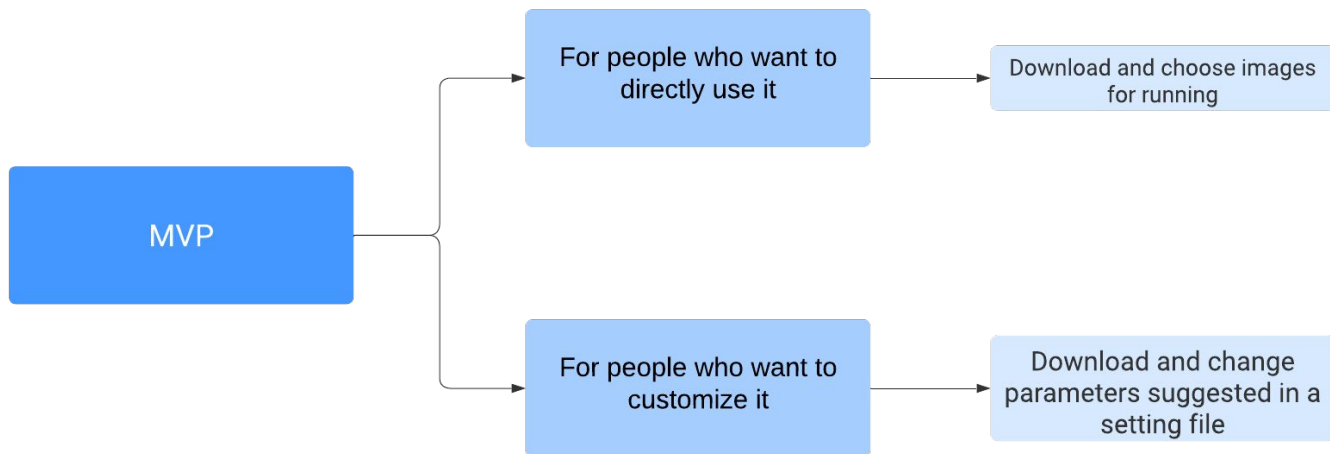 MVP
For people who want to
directly use it
Download and choose images
for running
For people who want to
customize it
Download and change
parameters suggested in a
setting file